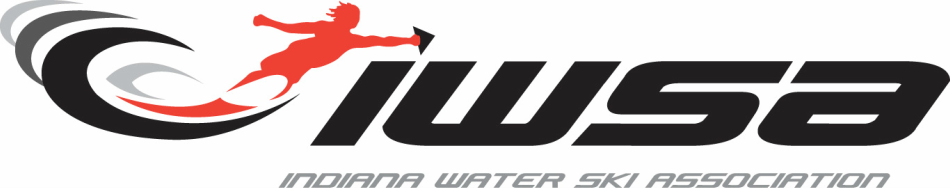 iwsa
INDIANA WATER SKI ASSOCIATION